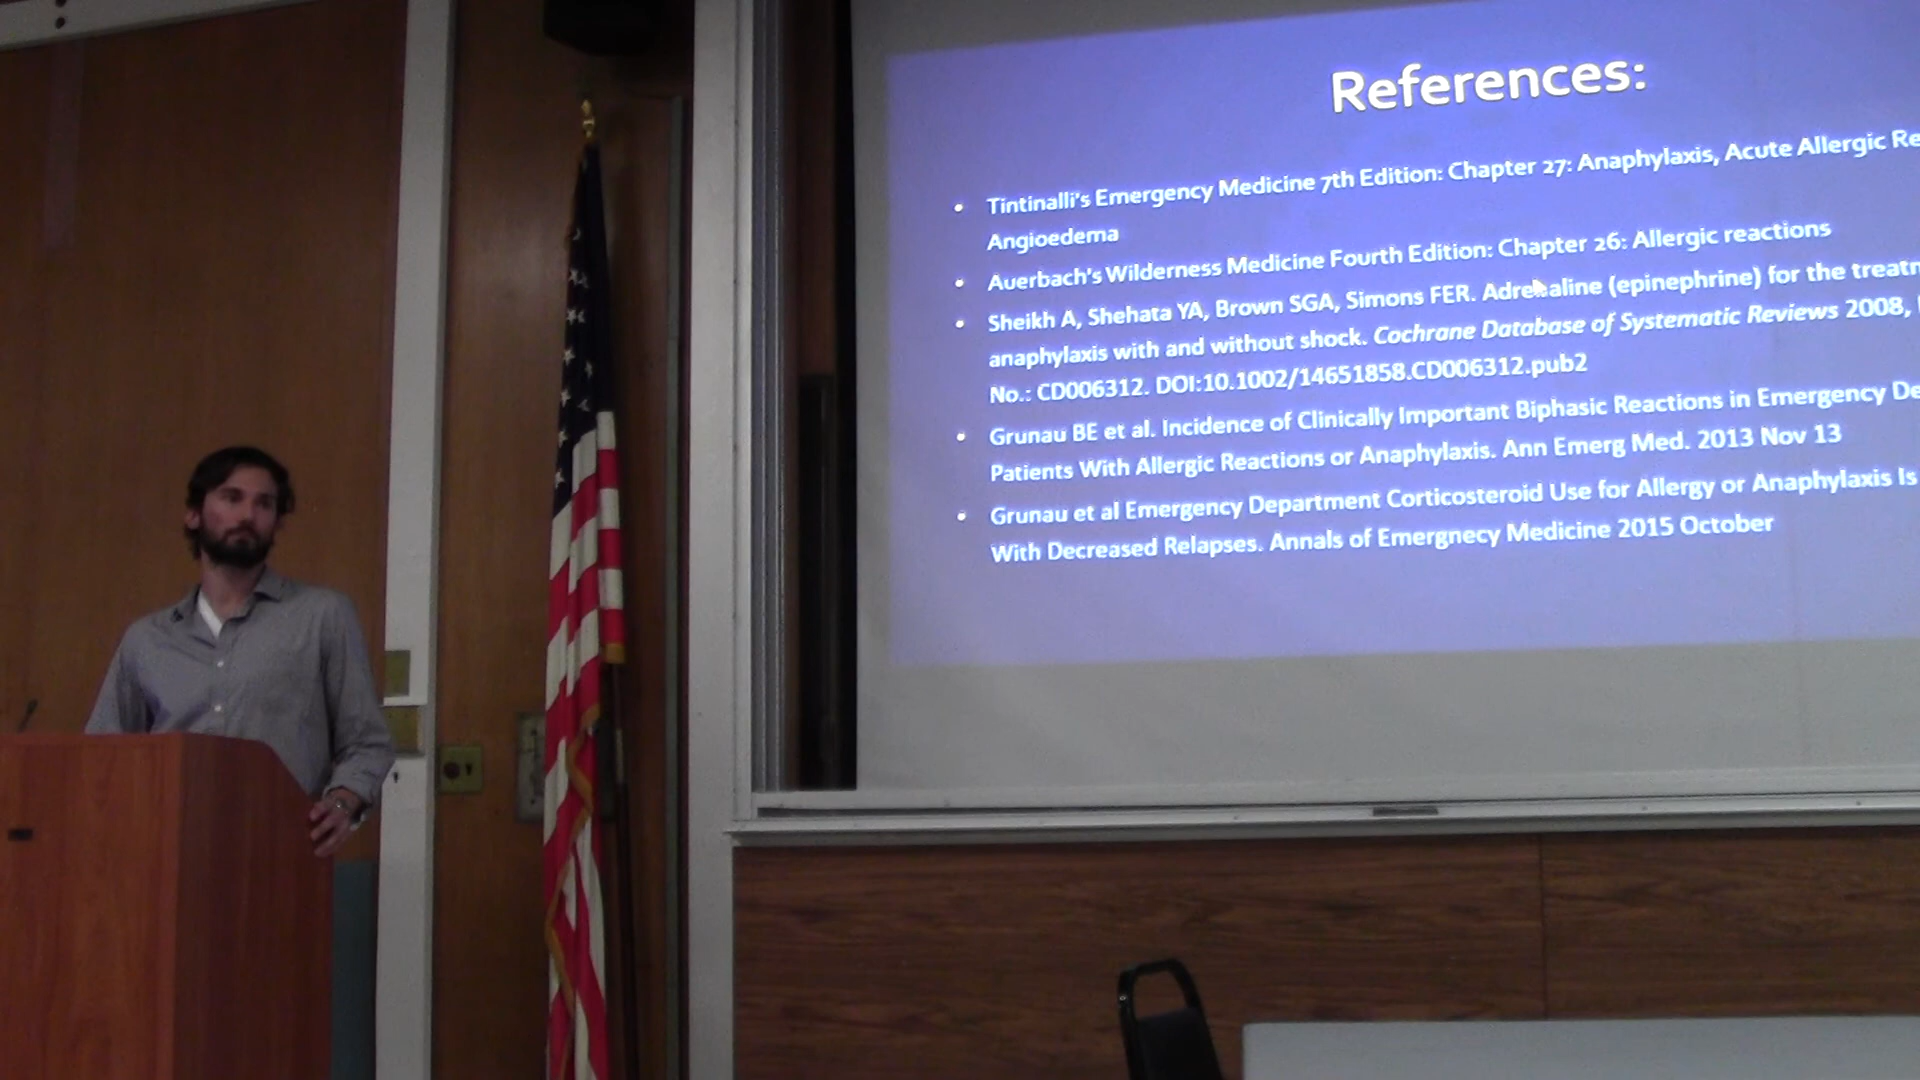 References:
• Tintinalli's Emergency Medicine 7th Edition: Chapter 27: Anaphylaxis, Acute Allergic Re
Angioedema
• Auerbach's Wilderness Medicine Fourth Edition: Chapter 26: Allergic reactions
• Sheikh A, Shehata YA, Brown SGA, Simons FER. Adrenaline (epinephrine) for the treatm
anaphylaxis with and without shock. Cochrane Database of Systematic Reviews 2008,
No.: CD006312. DOI:10.1002/14651858.CD006312.pub2
• Grunau BE et al. Incidence of Clinically Important Biphasic Reactions in Emergency De
Patients With Allergic Reactions or Anaphylaxis. Ann Emerg Med. 2013 Nov 13
• Grunau et al Emergency Department Corticosteroid Use for Allergy or Anaphylaxis Is
With Decreased Relapses. Annals of Emergnecy Medicine 2015 October